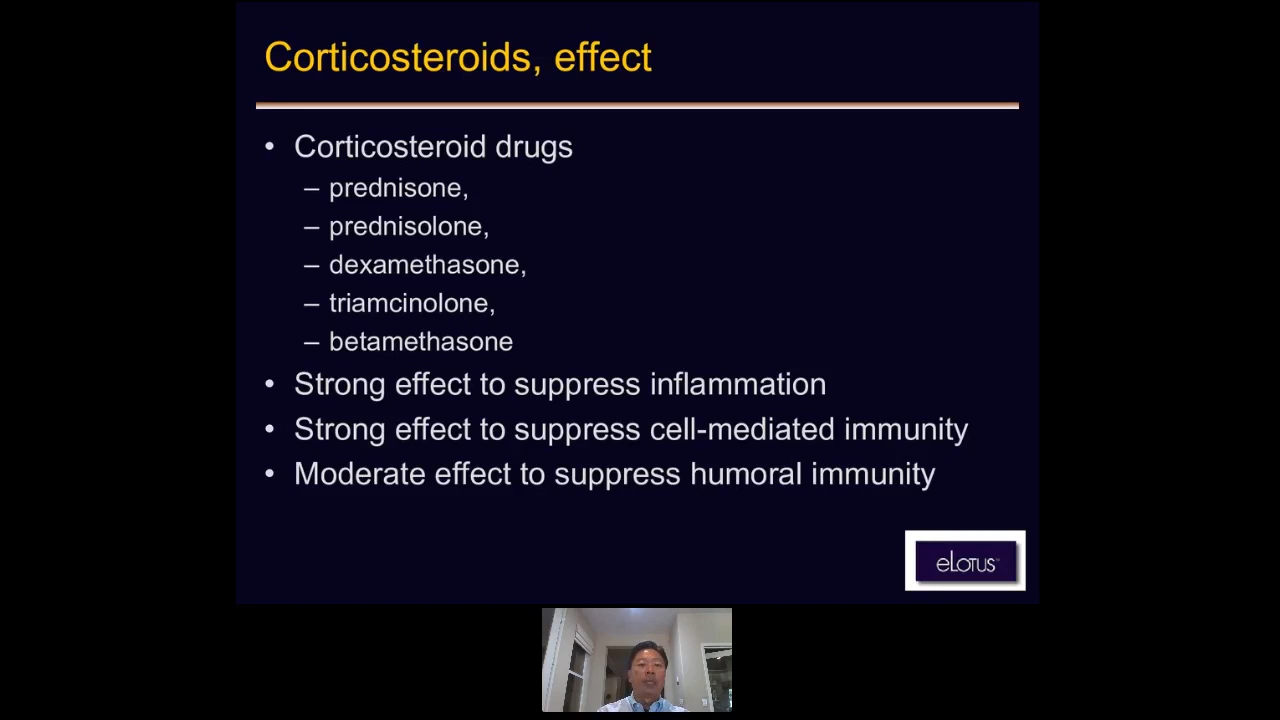 Corticosteroids, effect
• Corticosteroid drugs
– prednisone,
– prednisolone,
– dexamethasone,
– triamcinolone,
– betamethasone
• Strong effect to suppress inflammation
• Strong effect to suppress cell-mediated immunity
• Moderate effect to suppress humoral immunity
eLOTUS